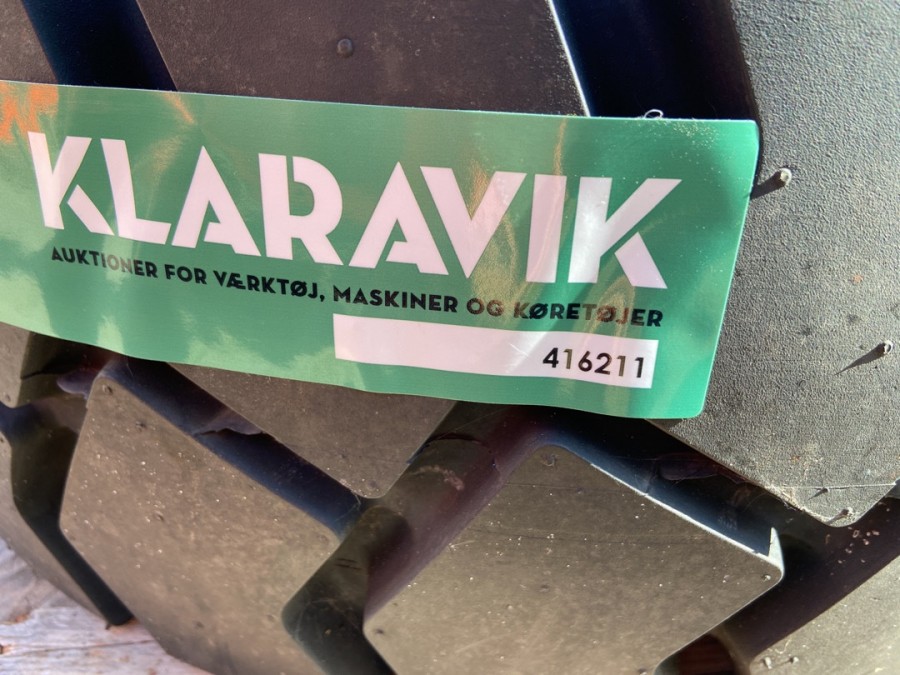 KLARAVIK
AUKTIONER FOR VÆRKTØJ, MASKINER OG KØRETØJER
416211